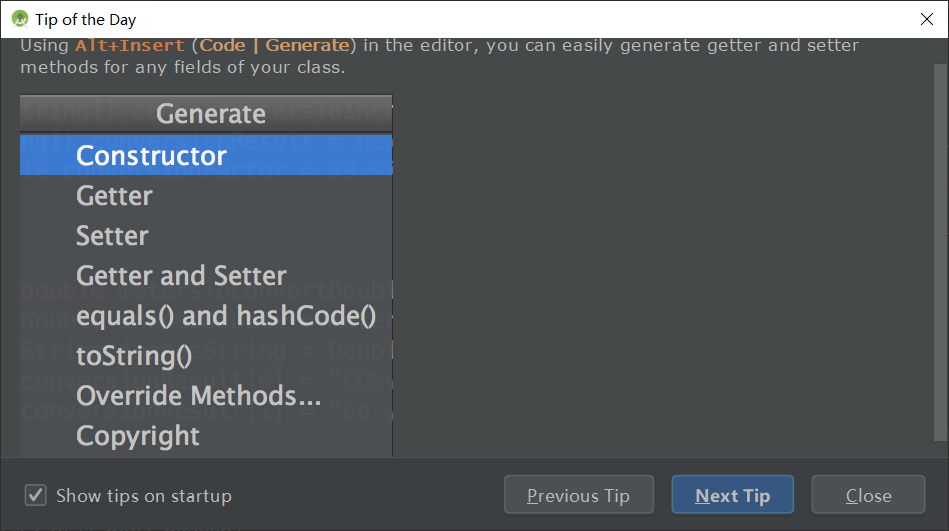 Tip of the Day
Using Alt+Insert (Code | Generate) in the editor, you can easily generate getter and setter
methods for any fields of your class.
Generate
Constructor
Getter
Setter
Getter and Setter
equals() and hashCode()
toString()
Override Methods...
Copyright
Show tips on startup
Previous Tip
Next Tip
Close